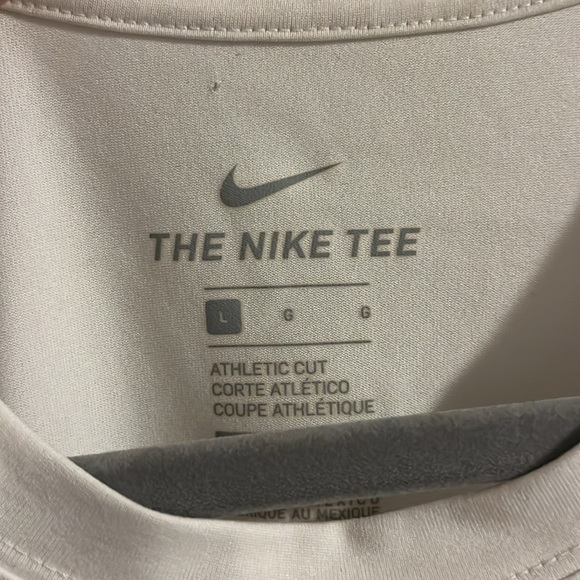 THE NIKE TEE
L G G
ATHLETIC CUT
CORTE ATLÉTICO
COUPE ATHLÉTIQUE
AU MEXIQUE